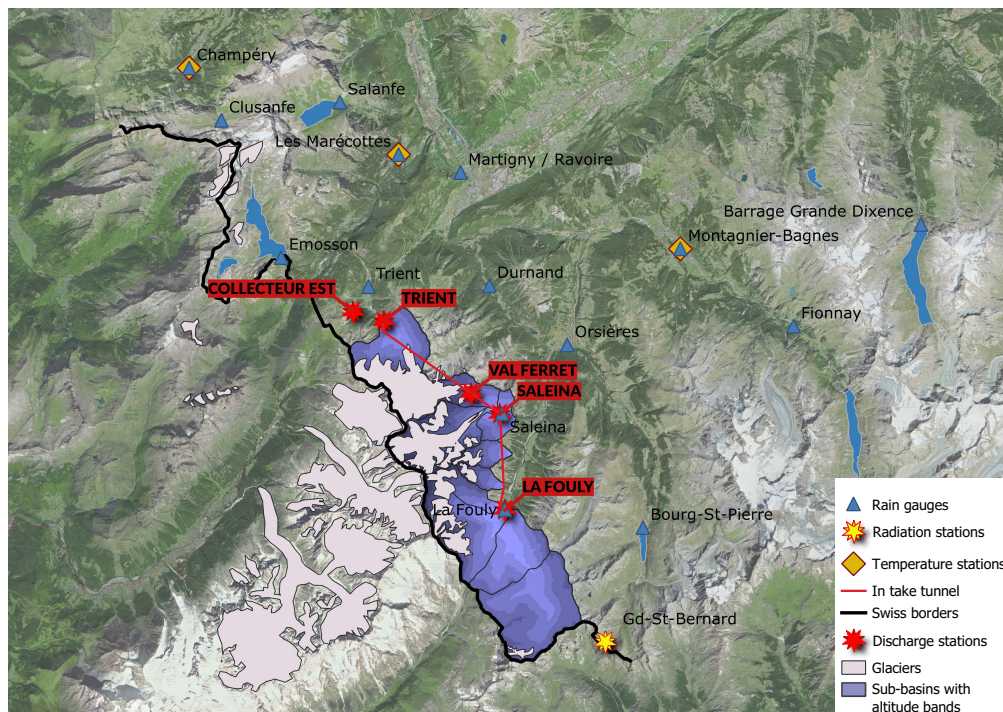 Champéry
Salanfe
Clusanfe
Les Marécottes
Martigny / Ravoire
Barrage Grande Dixence
Montagnier-Bagnes
Emosson
Trient
Durnand
COLLECTEUR EST
TRIENT
Fionnay
Orsières
VAL FERRET
SALEINA
Saleina
LA FOULY
La Fouly
Bourg-St-Pierre
Gd-St-Bernard
Rain gauges
Radiation stations
Temperature stations
In take tunnel
Swiss borders
Discharge stations
Glaciers
Sub-basins with
altitude bands